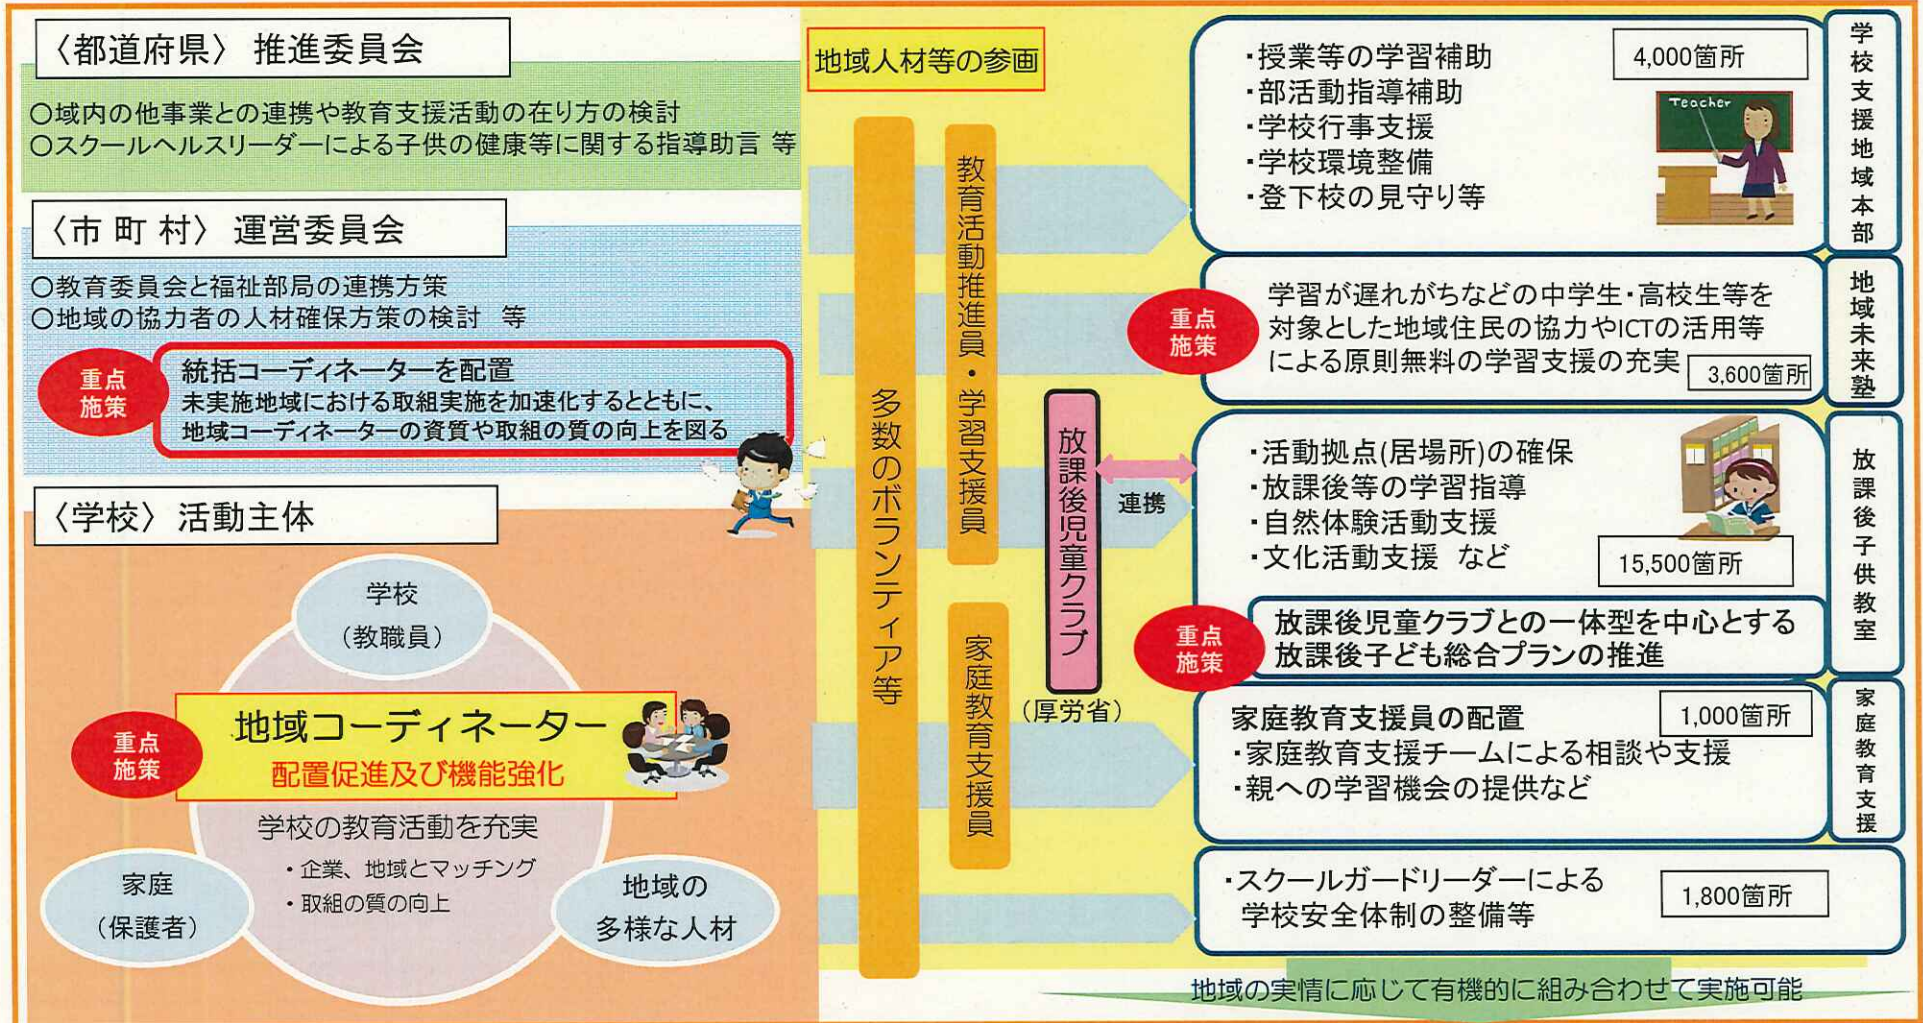 〈都道府県〉 推進委員会
○域内の他事業との連携や教育支援活動の在り方の検討
○スクールヘルスリーダーによる子供の健康等に関する指導助言 等
〈市 町 村〉 運営委員会
○教育委員会と福祉部局の連携方策
○地域の協力者の人材確保方策の検討 等
重点
施策
統括コーディネーターを配置
未実施地域における取組実施を加速化するとともに、
地域コーディネーターの資質や取組の質の向上を図る
〈学校〉 活動主体
学校
(教職員)
重点
施策
地域コーディネーター
配置促進及び機能強化
学校の教育活動を充実
・企業、地域とマッチング
・取組の質の向上
家庭
(保護者)
地域の
多様な人材
地域人材等の参画
多数のボランティア等
教育活動推進員・学習支援員
家庭教育支援員
放課後児童クラブ
(厚労省)
連携
・授業等の学習補助
・部活動指導補助
・学校行事支援
・学校環境整備
・登下校の見守り等
4,000箇所
Teacher
学校支援地域本部
重点
施策
学習が遅れがちなどの中学生・高校生等を
対象とした地域住民の協力やICTの活用等
による原則無料の学習支援の充実
3,600箇所
地域未来塾
・活動拠点(居場所)の確保
・放課後等の学習指導
・自然体験活動支援
・文化活動支援 など
15,500箇所
放課後子供教室
重点
施策
放課後児童クラブとの一体型を中心とする
放課後子ども総合プランの推進
家庭教育支援員の配置
1,000箇所
・家庭教育支援チームによる相談や支援
・親への学習機会の提供など
家庭教育支援
・スクールガードリーダーによる
学校安全体制の整備等
1,800箇所
地域の実情に応じて有機的に組み合わせて実施可能